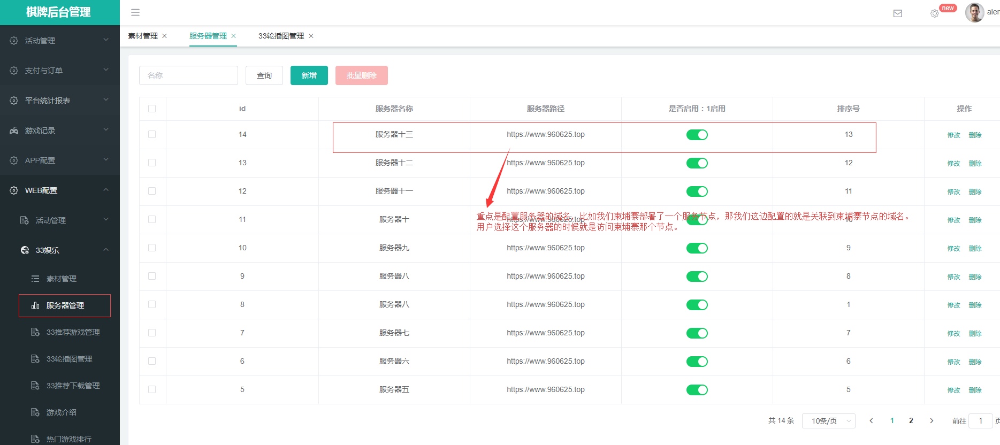 棋牌后台管理
new
alen
素材管理 ×
服务器管理 ×
33轮播图管理 ×
活动管理
支付与订单
平台统计报表
游戏记录
APP配置
WEB配置
活动管理
33娱乐
素材管理
服务器管理
33推荐游戏管理
33轮播图管理
33推荐下载管理
游戏介绍
热门游戏排行
名称
查询
新增
批量删除
id 服务器名称 服务器路径 是否启用：1启用 排序号 操作
14 服务器十三 https://www.960625.top 13 修改 删除
13 服务器十二 https://www.960625.top 12 修改 删除
12 服务器十一 https://www.960625.top 11 修改 删除
11 服务器十 https://www.960625.top 10 修改 删除
重点是配置服务器的域名，比如我们柬埔寨部署了一个服务节点，那我们这边配置的就是关联到柬埔寨节点的域名。
用户选择这个服务器的时候就是访问柬埔寨那个节点。
10 服务器九 https://www.960625.top 9 修改 删除
9 服务器八 https://www.960625.top 8 修改 删除
8 服务器八 https://www.960625.top 1 修改 删除
7 服务器七 https://www.960625.top 7 修改 删除
6 服务器六 https://www.960625.top 6 修改 删除
5 服务器五 https://www.960625.top 5 修改 删除
共 14 条 10条/页 1 2 前往 1 页